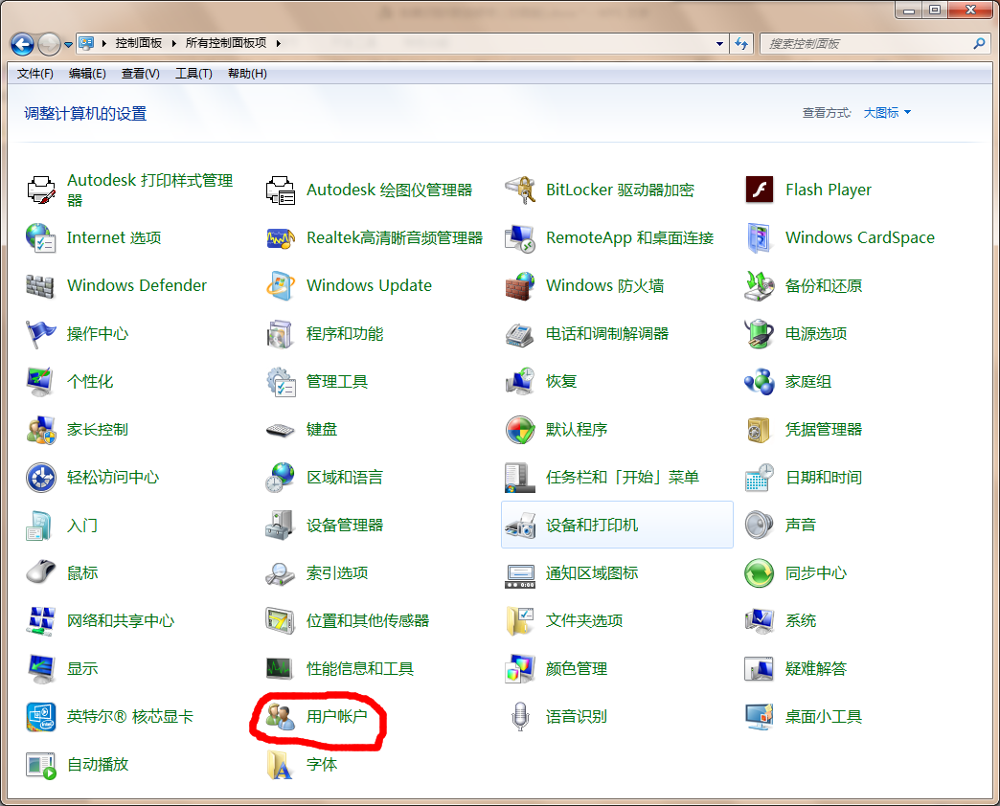 控制面板 ▸ 所有控制面板项 ▸
搜索控制面板
文件(F) 编辑(E) 查看(V) 工具(T) 帮助(H)
调整计算机的设置
查看方式: 大图标
Autodesk 打印样式管理
器
Autodesk 绘图仪管理器
BitLocker 驱动器加密
Flash Player
Internet 选项
Realtek高清晰音频管理器
RemoteApp 和桌面连接
Windows CardSpace
Windows Defender
Windows Update
Windows 防火墙
备份和还原
操作中心
程序和功能
电话和调制解调器
电源选项
个性化
管理工具
恢复
家庭组
家长控制
键盘
默认程序
凭据管理器
轻松访问中心
区域和语言
任务栏和「开始」菜单
日期和时间
入门
设备管理器
设备和打印机
声音
鼠标
索引选项
通知区域图标
同步中心
网络和共享中心
位置和其他传感器
文件夹选项
系统
显示
性能信息和工具
颜色管理
疑难解答
英特尔® 核芯显卡
用户帐户
语音识别
桌面小工具
自动播放
字体